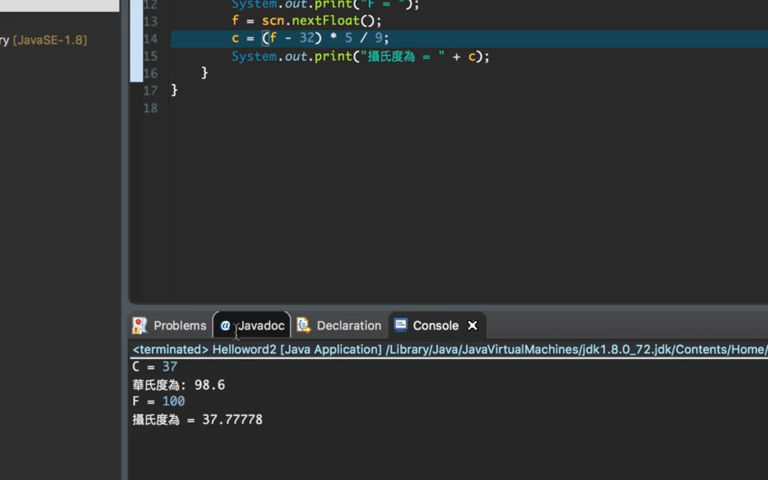 12 System.out.print("F = ");
13 f = scn.nextFloat();
ry [JavaSE-1.8]
14 c = (f - 32) * 5 / 9;
15 System.out.print("攝氏度為 = " + c);
16 }
17 }
18
Problems @ Javadoc Declaration Console
<terminated> Helloword2 [Java Application] /Library/Java/JavaVirtualMachines/jdk1.8.0_72.jdk/Contents/Home/
C = 37
華氏度為: 98.6
F = 100
攝氏度為 = 37.77778